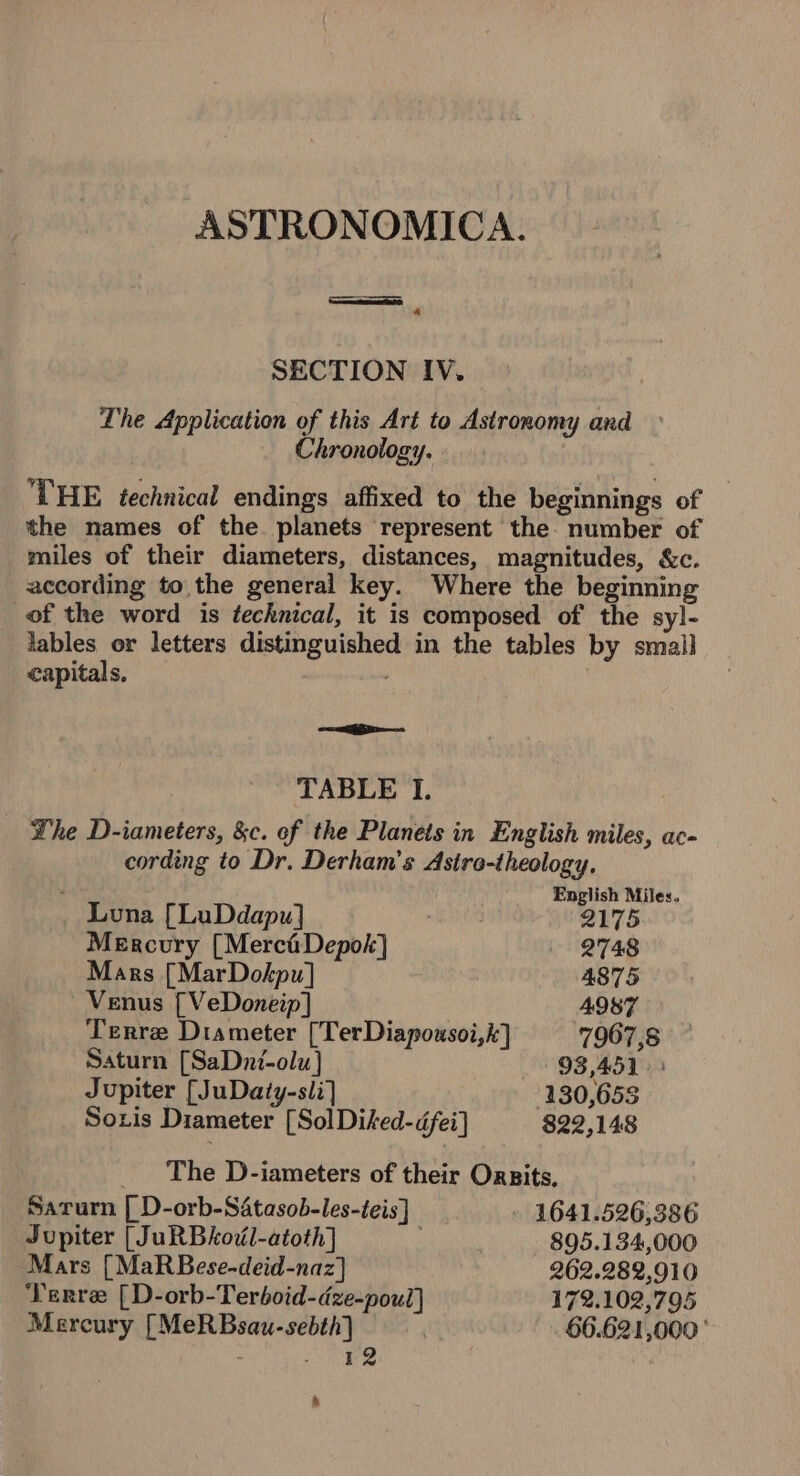 ASTRONOMICA.
SECTION IV.
The Application of this Art to Astronomy and
Chronology.
THE technical endings affixed to the beginnings of
the names of the planets represent the number of
miles of their diameters, distances, magnitudes, &c.
according to the general key. Where the beginning
of the word is technical, it is composed of the syl-
lables or letters distinguished in the tables by small
capitals.
TABLE I.
The D-iameters, &c. of the Planets in English miles, ac-
cording to Dr. Derham's Astro-theology.
English Miles.
Luna [LuDdapu] 2175
Mercury [MercúDepok] 2748
Mars [MarDokpu] 4875
Venus [VeDoneip] 4987
Terræ Diameter [TerDiapousoi,k] 7967,8
Saturn [SaDní-olu] 93,451
Jupiter [JuDaty-sli] 130,653
Solis Diameter [SolDiked-áfei] 822,148
The D-iameters of their Orbits.
Saturn [D-orb-Sátasob-les-teis] 1641.526,386
Jupiter [JuRBkoúl-atoth] 895.134,000
Mars [MaRBese-deid-naz] 262.282,910
Terræ [D-orb-Terboid-dze-poul] 172.102,795
Mercury [MeRBsau-sebth] 66.621,000
12